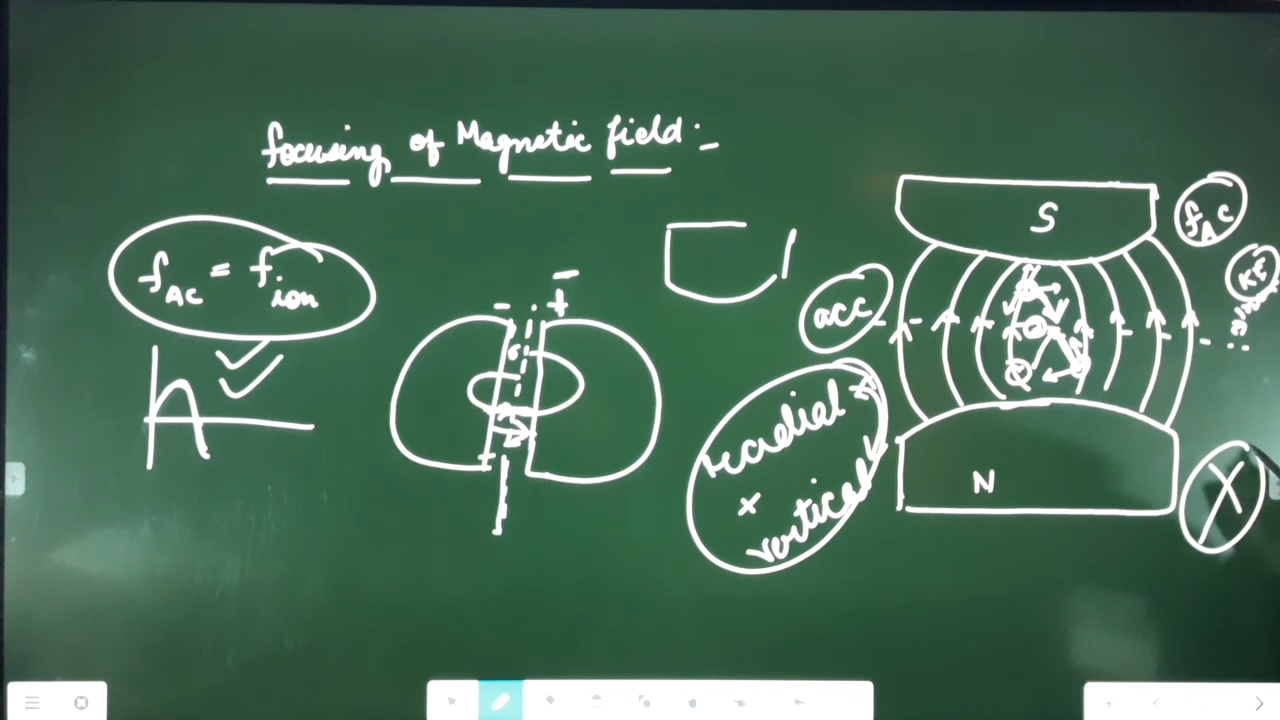 focusing of Magnetic field :-
f_AC = f_ion
- +
-
acc
radial
x
vertical
S
N
f_AC
KE
X